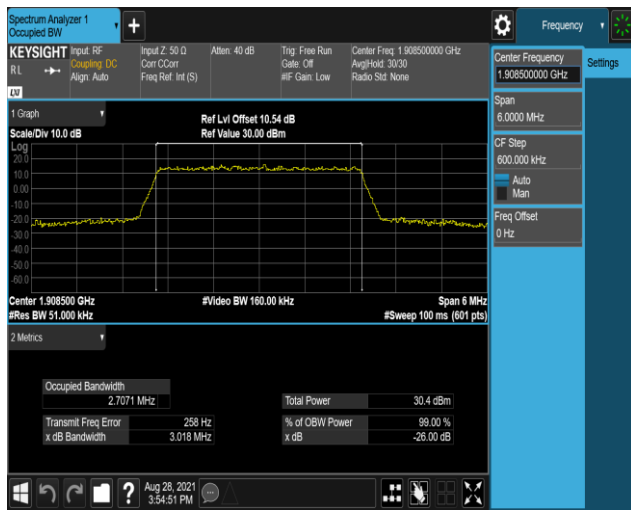 Spectrum Analyzer 1
Occupied BW
Frequency
KEYSIGHT
RL
LXI
Input: RF
Coupling: DC
Align: Auto
Input Z: 50 Ω
Corr CCorr
Freq Ref: Int (S)
Atten: 40 dB
Trig: Free Run
Gate: Off
#IF Gain: Low
Center Freq: 1.908500000 GHz
Avg|Hold: 30/30
Radio Std: None
Center Frequency
1.908500000 GHz
Settings
Span
6.0000 MHz
CF Step
600.000 kHz
Auto
Man
Freq Offset
0 Hz
1 Graph
Scale/Div 10.0 dB
Ref Lvl Offset 10.54 dB
Ref Value 30.00 dBm
Log
20.0
10.0
0.00
-10.0
-20.0
-30.0
-40.0
-50.0
-60.0
Center 1.908500 GHz
#Video BW 160.00 kHz
Span 6 MHz
#Res BW 51.000 kHz
#Sweep 100 ms (601 pts)
2 Metrics
Occupied Bandwidth
2.7071 MHz
Total Power 30.4 dBm
Transmit Freq Error 258 Hz
% of OBW Power 99.00 %
x dB Bandwidth 3.018 MHz
x dB -26.00 dB
?
Aug 28, 2021
3:54:51 PM